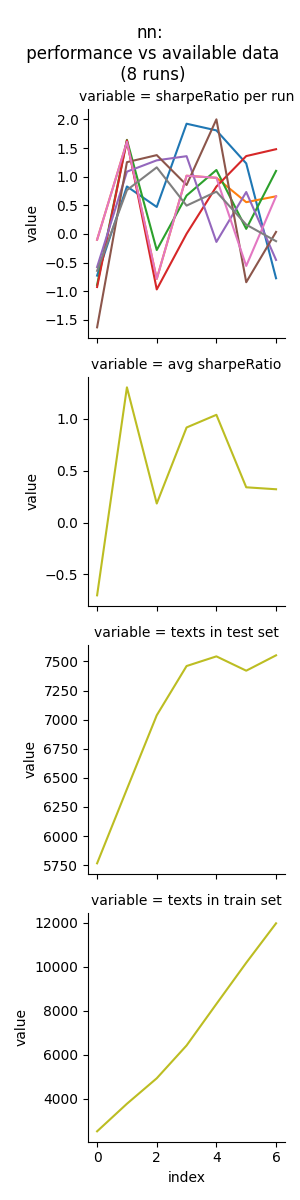 nn:
performance vs available data
(8 runs)
variable = sharpeRatio per run
2.0
1.5
1.0
0.5
0.0
−0.5
−1.0
−1.5
value
variable = avg sharpeRatio
1.0
0.5
0.0
−0.5
value
variable = texts in test set
7500
7250
7000
6750
6500
6250
6000
5750
value
variable = texts in train set
12000
10000
8000
6000
4000
value
0 2 4 6
index